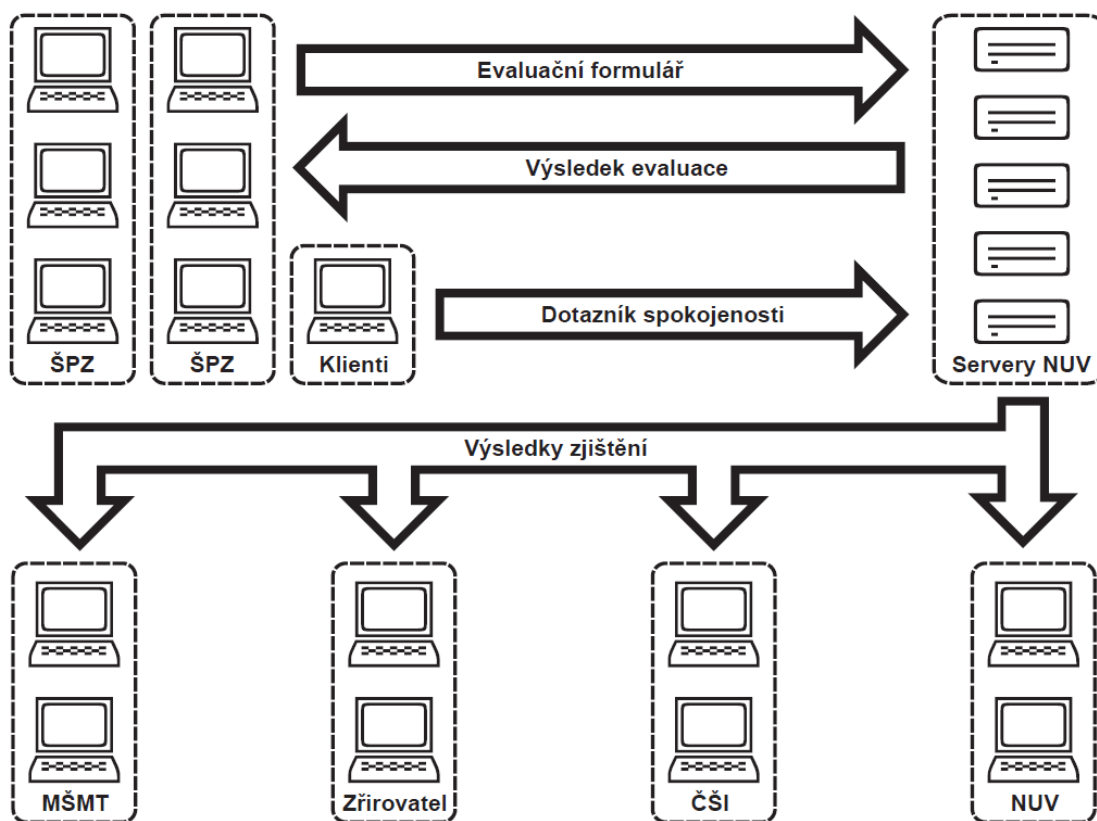 Evaluační formulář
Výsledek evaluace
Dotazník spokojenosti
ŠPZ
ŠPZ
Klienti
Servery NUV
Výsledky zjištění
MŠMT
Zřirovatel
ČŠI
NUV